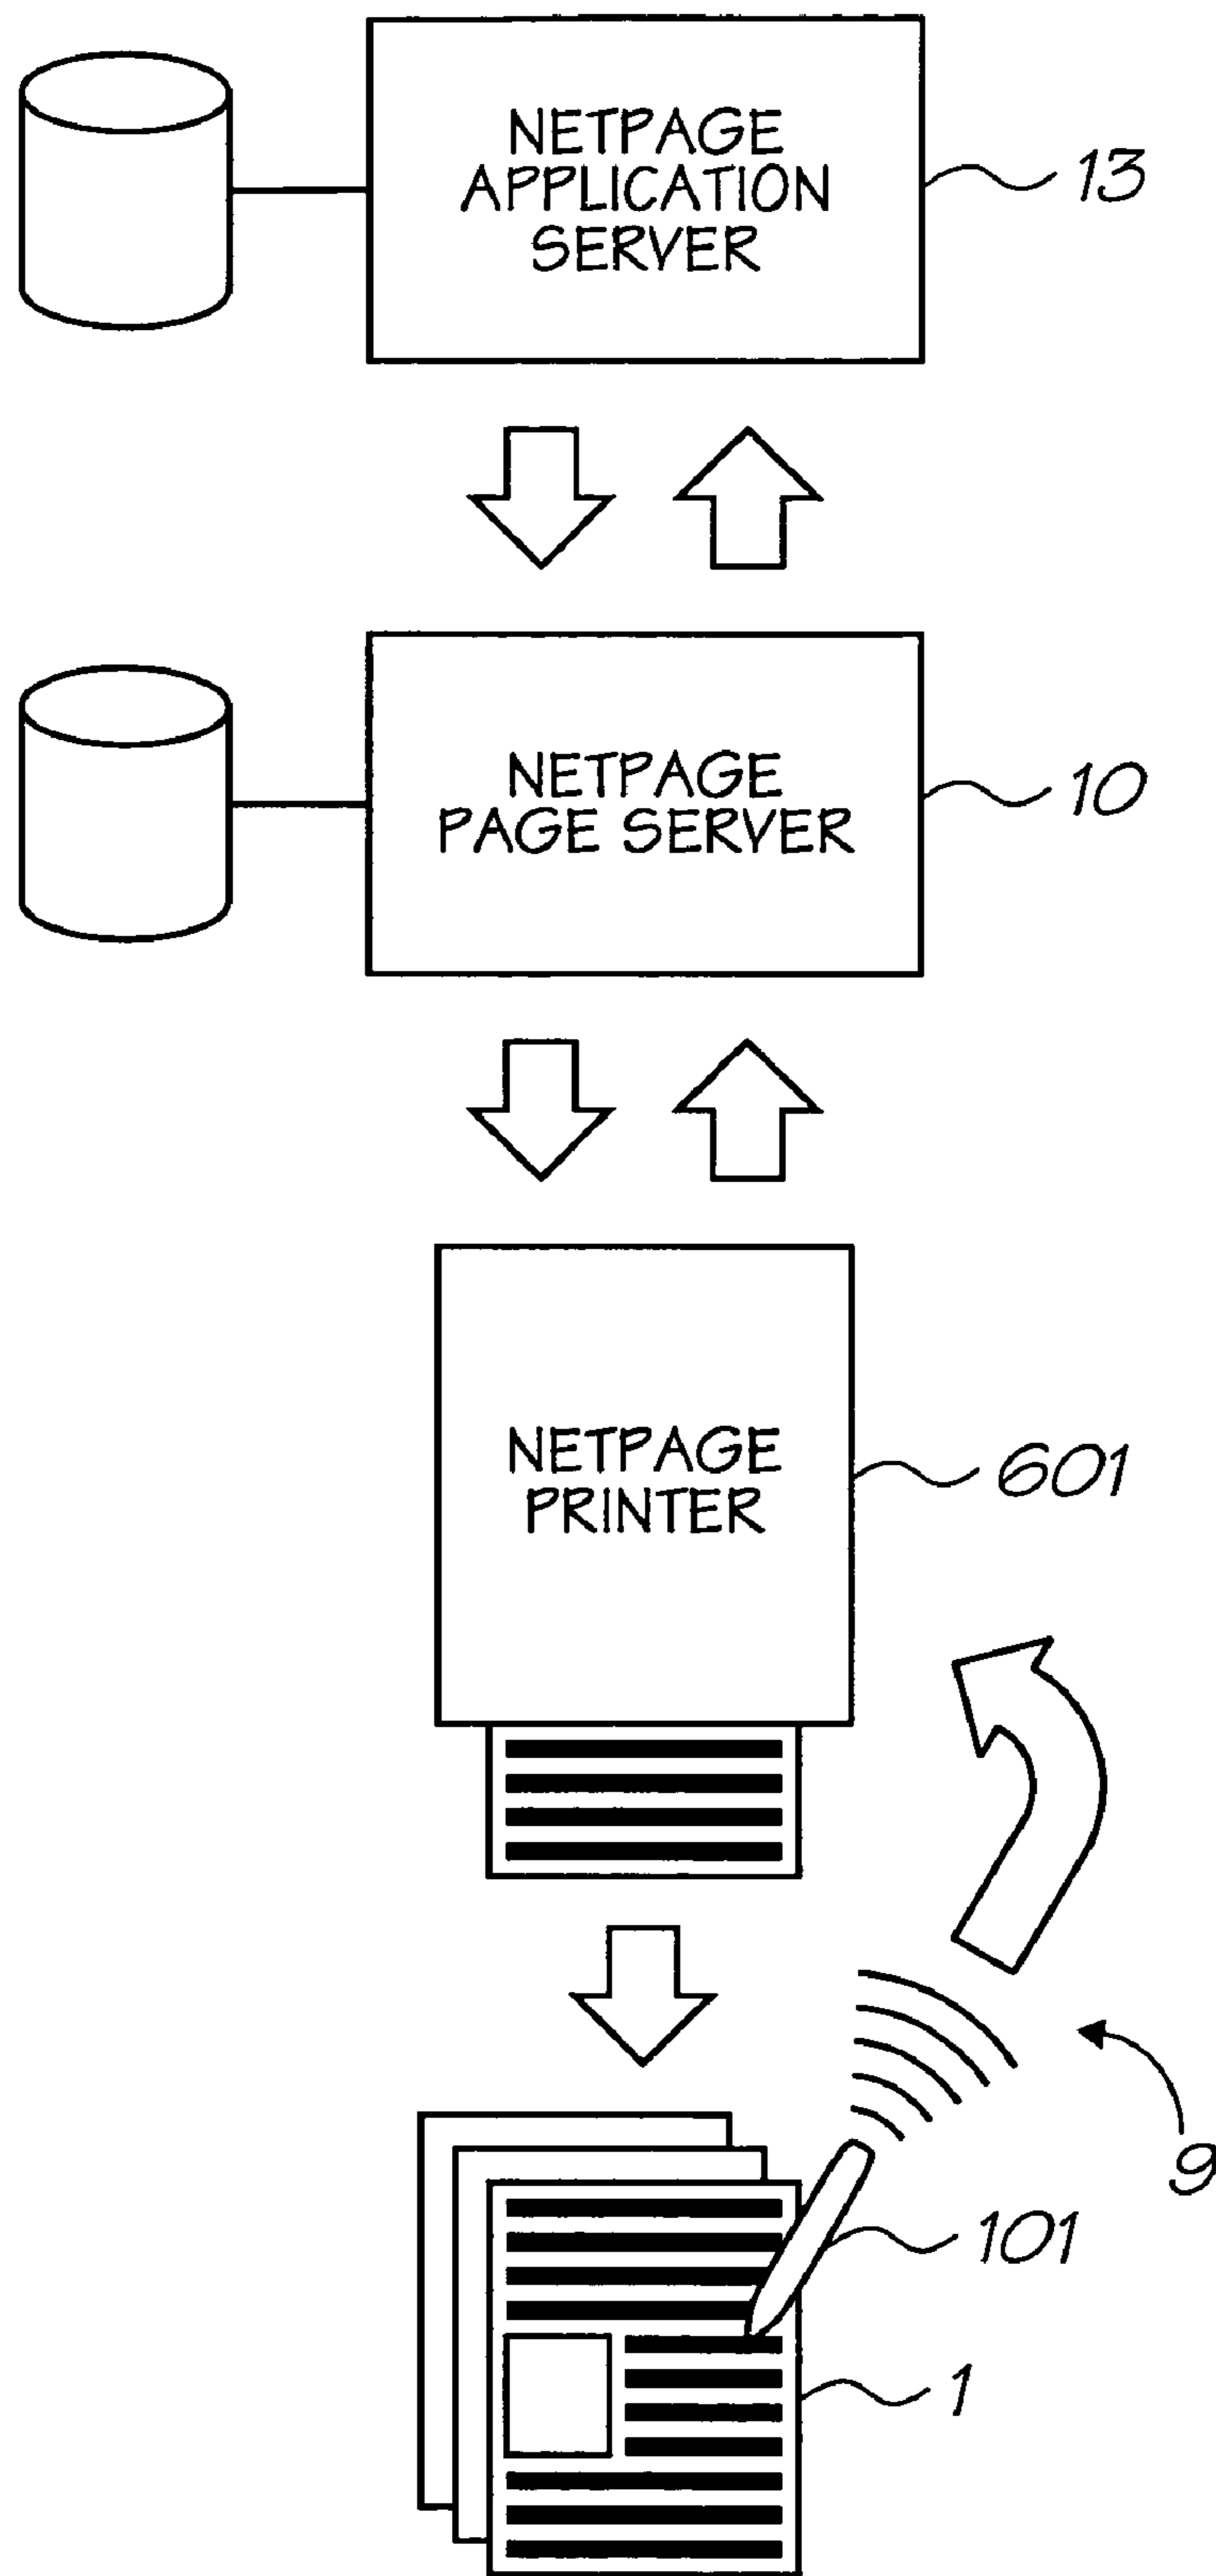 NETPAGE
APPLICATION
SERVER
13
NETPAGE
PAGE SERVER
10
NETPAGE
PRINTER
601
9
101
1